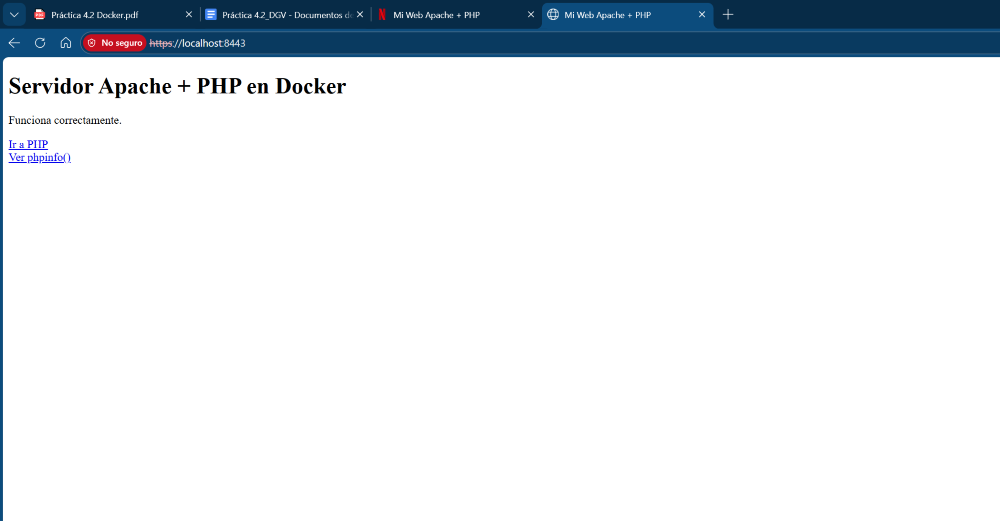 Práctica 4.2 Docker.pdf
Práctica 4.2_DGV - Documentos de
Mi Web Apache + PHP
Mi Web Apache + PHP
No seguro https://localhost:8443
Servidor Apache + PHP en Docker
Funciona correctamente.
Ir a PHP
Ver phpinfo()